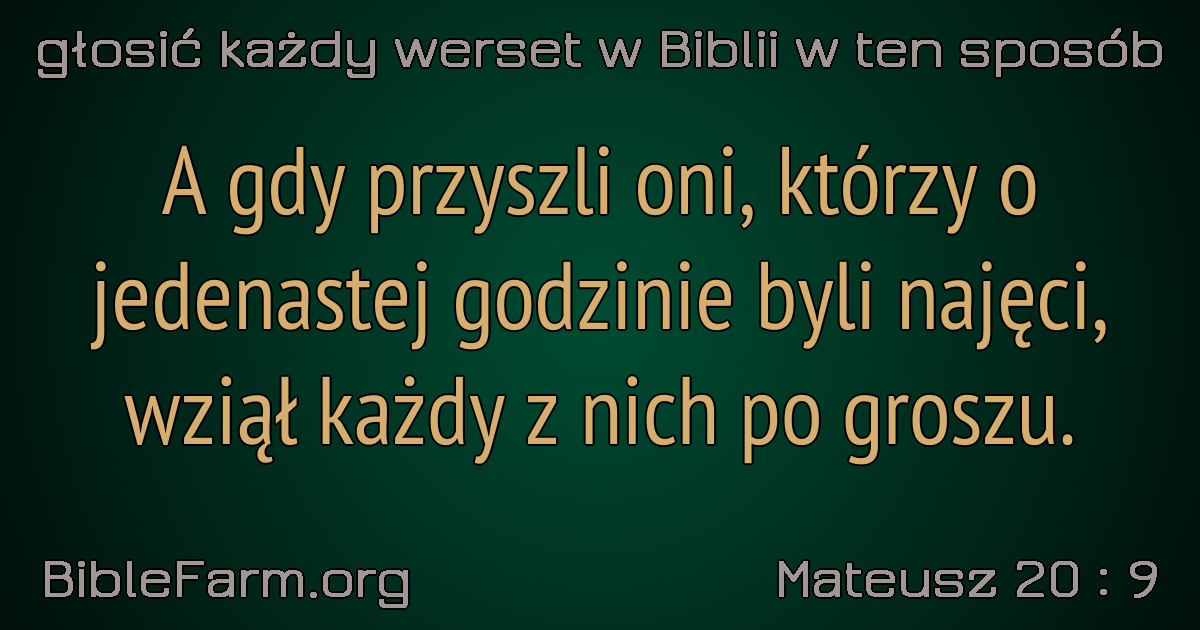 głosić każdy werset w Biblii w ten sposób
A gdy przyszli oni, którzy o
jedenastej godzinie byli najęci,
wziął każdy z nich po groszu.
BibleFarm.org
Mateusz 20 : 9